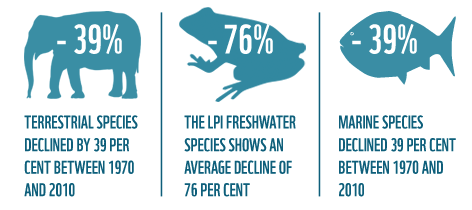 - 39%
TERRESTRIAL SPECIES
DECLINED BY 39 PER
CENT BETWEEN 1970
AND 2010
- 76%
THE LPI FRESHWATER
SPECIES SHOWS AN
AVERAGE DECLINE OF
76 PER CENT
- 39%
MARINE SPECIES
DECLINED 39 PER CENT
BETWEEN 1970 AND
2010